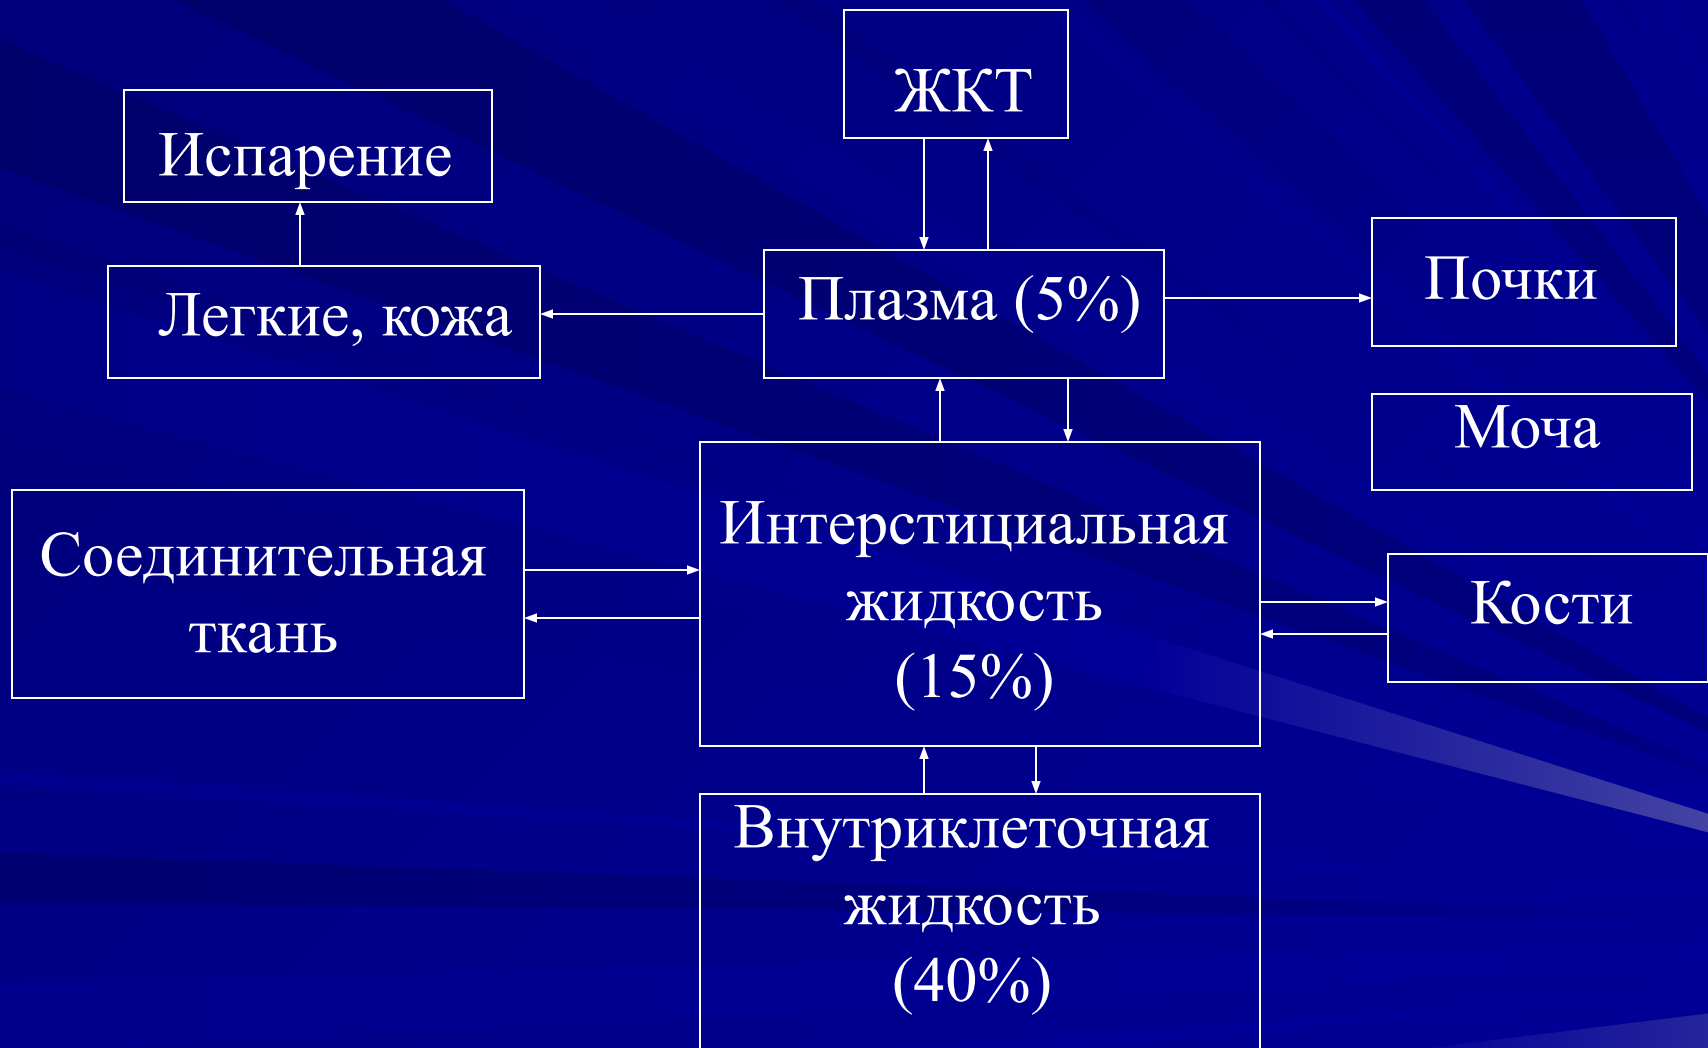 ЖКТ
Испарение
Легкие, кожа
Плазма (5%)
Почки
Моча
Соединительная
ткань
Интерстициальная
жидкость
(15%)
Кости
Внутриклеточная
жидкость
(40%)